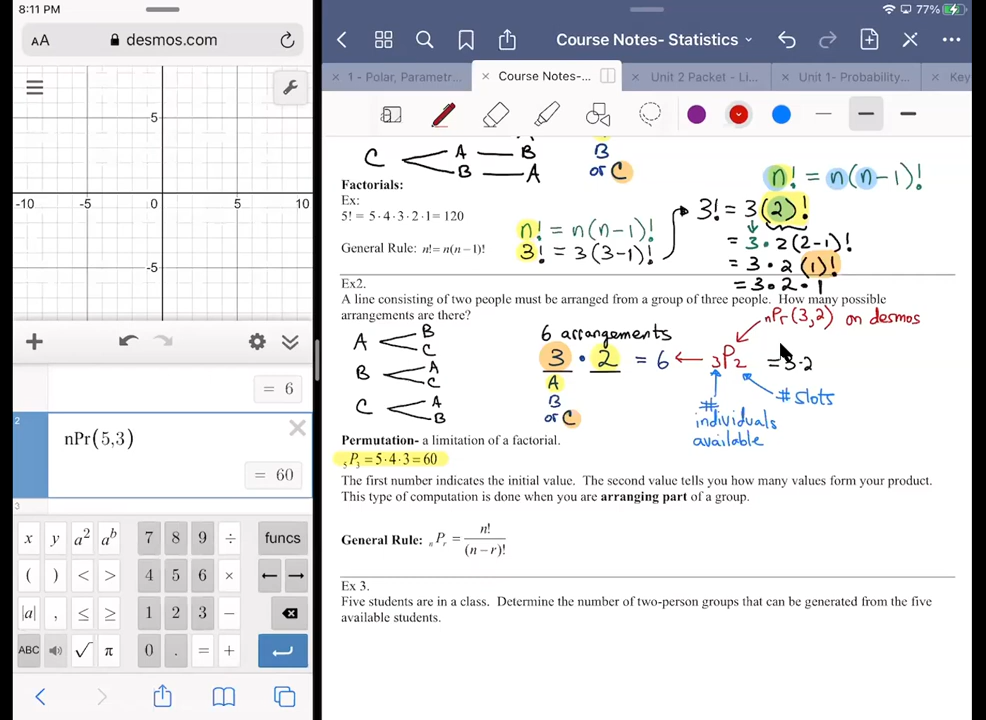 8:11 PM
77%
AA desmos.com
Course Notes- Statistics
1 - Polar, Parametr...
Course Notes-...
Unit 2 Packet - Li...
Unit 1- Probability...
Key
5
-10 -5 0 5 10
-5
= 6
2
nPr(5,3)
= 60
3
x y a² aᵇ 7 8 9 ÷ funcs
( ) < > 4 5 6 × ← →
|a| , ≤ ≥ 1 2 3 −
ABC √ π 0 . = +
C A B
B A
B
or C
n! = n(n-1)!
Factorials:
Ex:
5! = 5·4·3·2·1= 120
General Rule: n!= n(n−1)!
n! = n(n-1)!
3! = 3(3-1)!
3! = 3(2)!
= 3·2(2-1)!
= 3·2(1)!
= 3·2·1
Ex2.
A line consisting of two people must be arranged from a group of three people. How many possible
arrangements are there?
A B C
B A C
C A B
6 arrangements
3 · 2 = 6 ← ₃P₂ = 3·2
A
B
or C
nPr(3,2) on desmos
# slots
#
individuals
available
Permutation- a limitation of a factorial.
₅P₃ = 5·4·3 = 60
The first number indicates the initial value. The second value tells you how many values form your product.
This type of computation is done when you are arranging part of a group.
General Rule: ₙPᵣ = n! / (n−r)!
Ex 3.
Five students are in a class. Determine the number of two-person groups that can be generated from the five
available students.